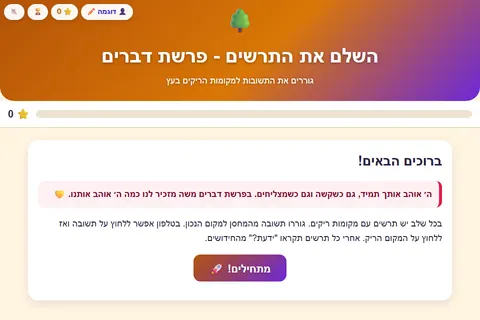 דוגמה
0
השלם את התרשים - פרשת דברים
גוררים את התשובות למקומות הריקים בעץ
0
ברוכים הבאים!
ה׳ אוהב אותך תמיד, גם כשקשה וגם כשמצליחים. בפרשת דברים משה מזכיר לנו כמה ה׳ אוהב אותנו.
בכל שלב יש תרשים עם מקומות ריקים. גוררו תשובה מהמחסן למקום הנכון. בטלפון אפשר ללחוץ על תשובה ואז
ללחוץ על המקום הריק. אחרי כל תרשים תקראו "ידעת?" מהחידושים.
מתחילים!